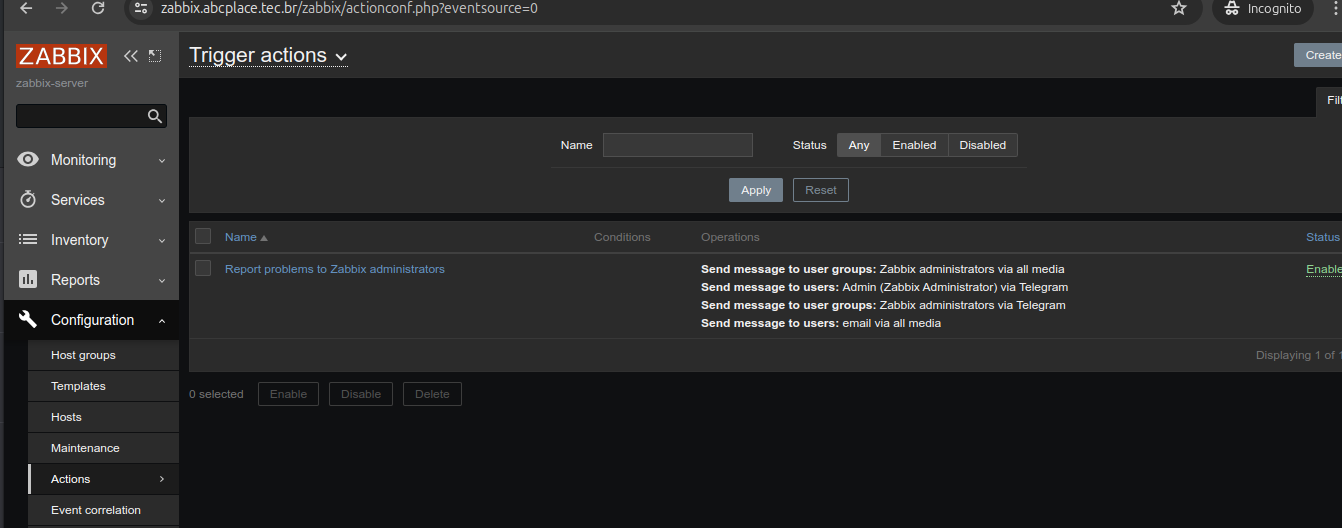 zabbix.abcplace.tec.br/zabbix/actionconf.php?eventsource=0
Incognito
ZABBIX
zabbix-server
Trigger actions
Create
Filt
Name
Status
Any
Enabled
Disabled
Apply
Reset
Monitoring
Services
Inventory
Reports
Configuration
Host groups
Templates
Hosts
Maintenance
Actions
Event correlation
Name
Conditions
Operations
Status
Report problems to Zabbix administrators
Send message to user groups: Zabbix administrators via all media
Enable
Send message to users: Admin (Zabbix Administrator) via Telegram
Send message to user groups: Zabbix administrators via Telegram
Send message to users: email via all media
Displaying 1 of 1
0 selected
Enable
Disable
Delete